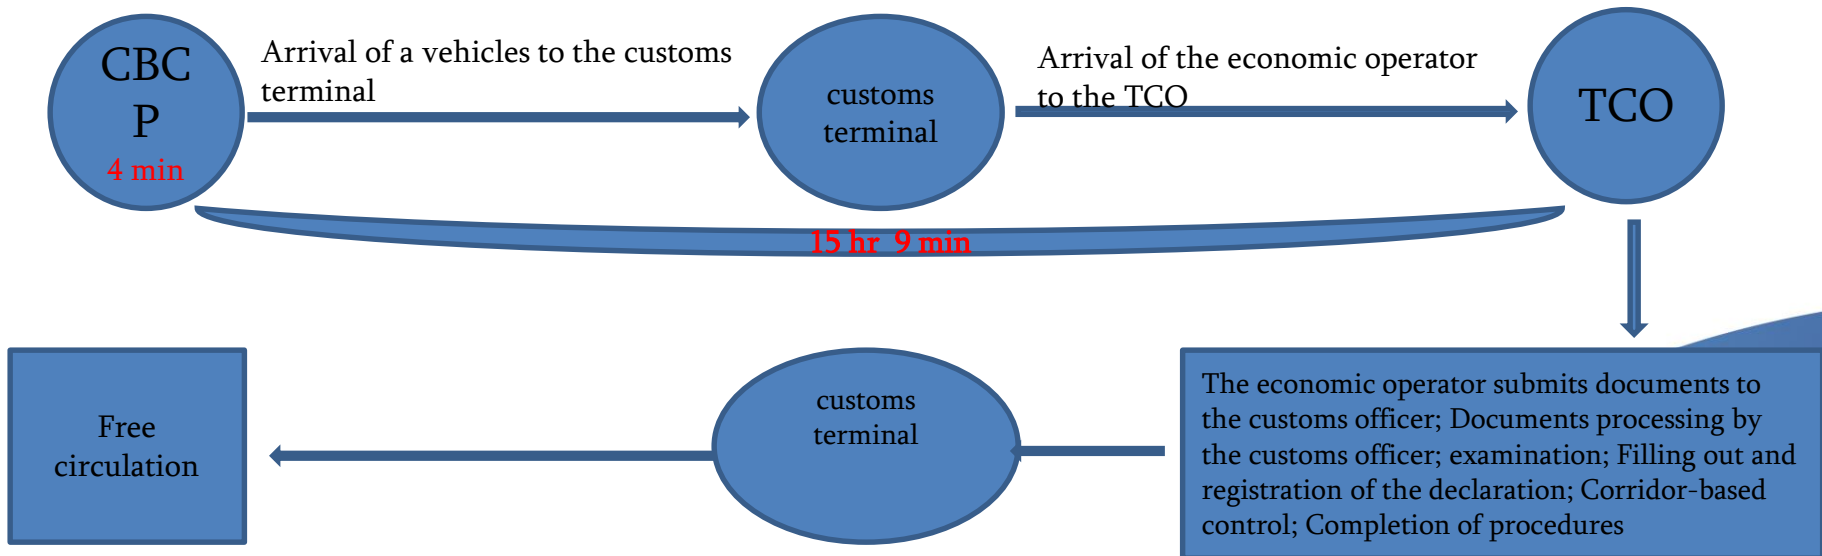 CBC
P
4 min
Arrival of a vehicles to the customs
terminal
customs
terminal
Arrival of the economic operator
to the TCO
TCO
15 hr  9 min
Free
circulation
customs
terminal
The economic operator submits documents to
the customs officer; Documents processing by
the customs officer; examination; Filling out and
registration of the declaration; Corridor-based
control; Completion of procedures